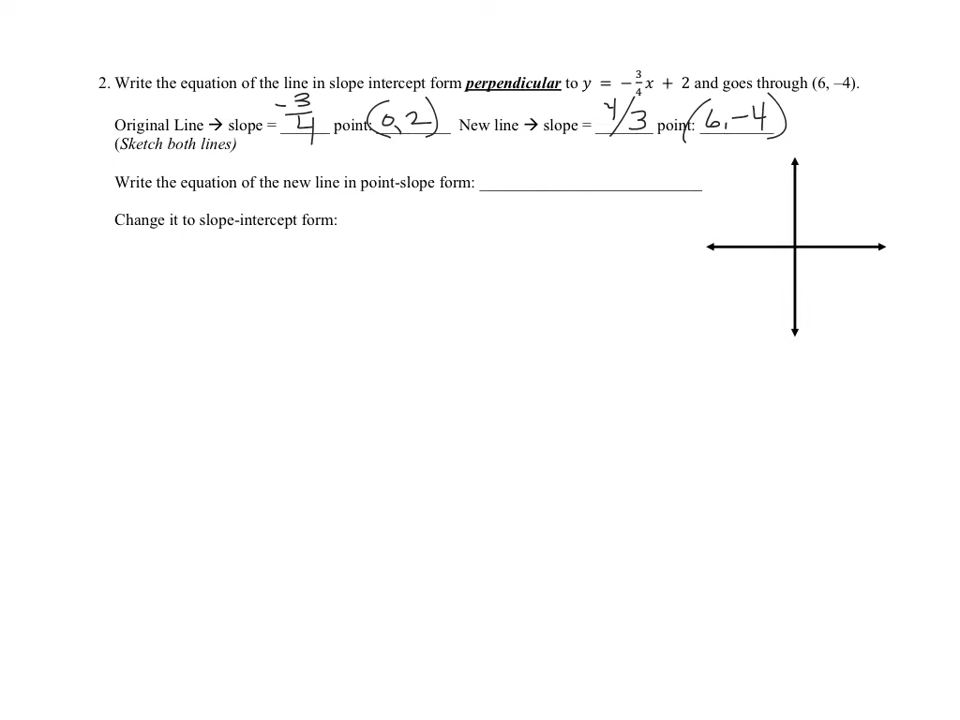 2. Write the equation of the line in slope intercept form perpendicular to y = −3/4x + 2 and goes through (6, –4).
Original Line → slope = -3/4 point: (0,2) New line → slope = 4/3 point: (6,-4)
(Sketch both lines)
Write the equation of the new line in point-slope form: ____________________________
Change it to slope-intercept form: